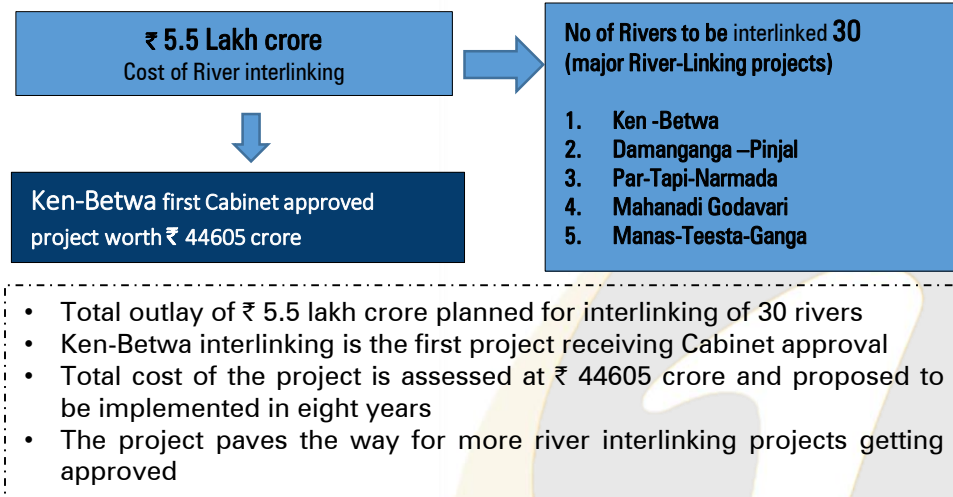 ₹ 5.5 Lakh crore
Cost of River interlinking
No of Rivers to be interlinked 30
(major River-Linking projects)
1. Ken -Betwa
2. Damanganga –Pinjal
3. Par-Tapi-Narmada
4. Mahanadi Godavari
5. Manas-Teesta-Ganga
Ken-Betwa first Cabinet approved
project worth ₹ 44605 crore
• Total outlay of ₹ 5.5 lakh crore planned for interlinking of 30 rivers
• Ken-Betwa interlinking is the first project receiving Cabinet approval
• Total cost of the project is assessed at ₹ 44605 crore and proposed to
be implemented in eight years
• The project paves the way for more river interlinking projects getting
approved